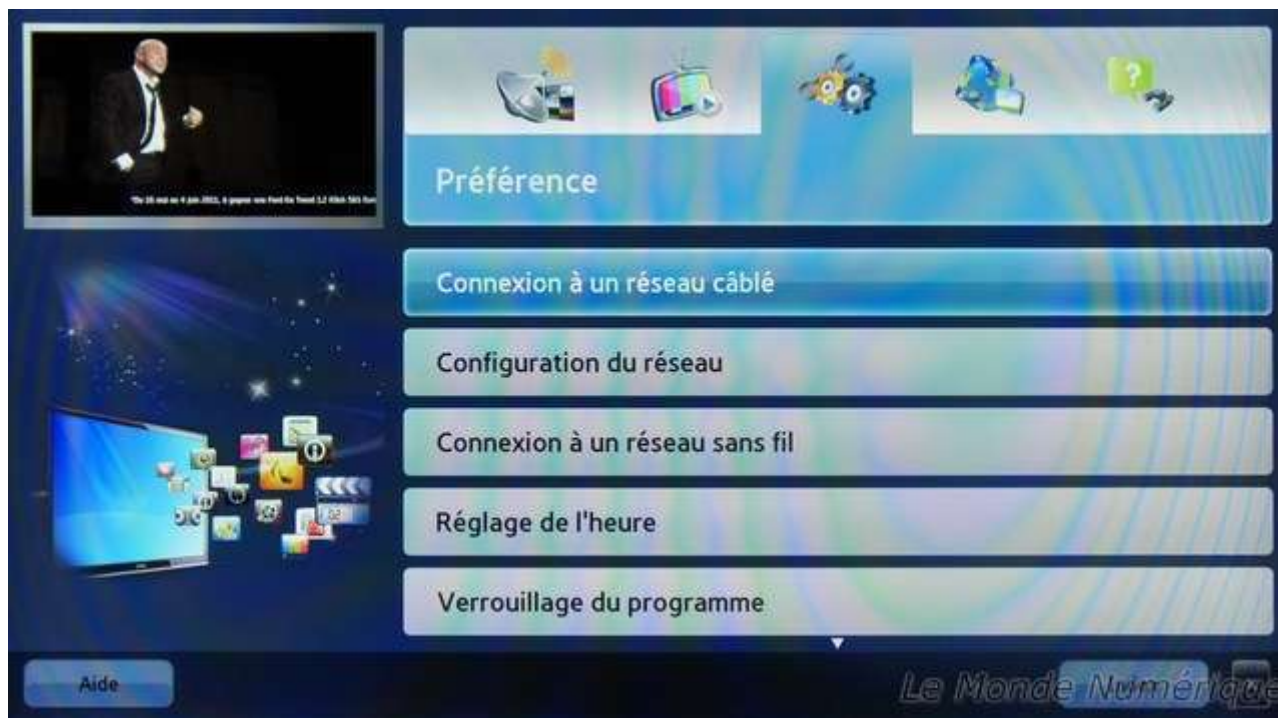 Préférence
Connexion à un réseau câblé
Configuration du réseau
Connexion à un réseau sans fil
Réglage de l'heure
Verrouillage du programme
Aide
Le Monde Numérique